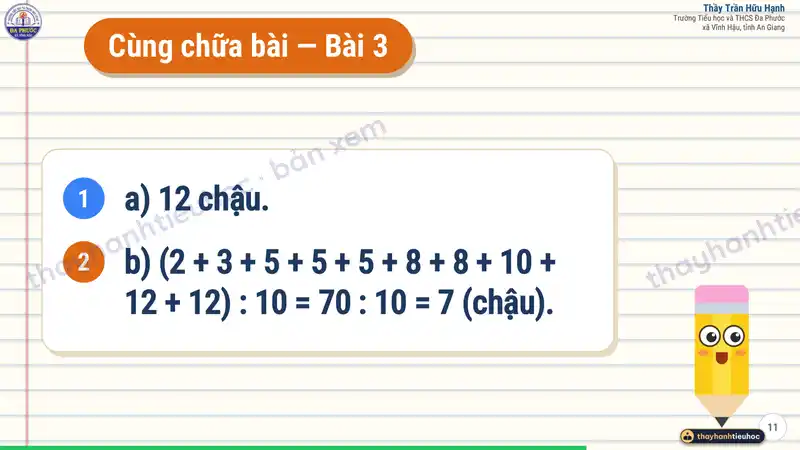 ĐA PHƯỚC
Thầy Trần Hữu Hạnh
Trường Tiểu học và THCS Đa Phước
xã Vĩnh Hậu, tỉnh An Giang
Cùng chữa bài – Bài 3
thayhanhtieuhoc · bản xem
1 a) 12 chậu.
2 b) (2 + 3 + 5 + 5 + 5 + 8 + 8 + 10 +
12 + 12) : 10 = 70 : 10 = 7 (chậu).
thayhanhtieuhoc
11